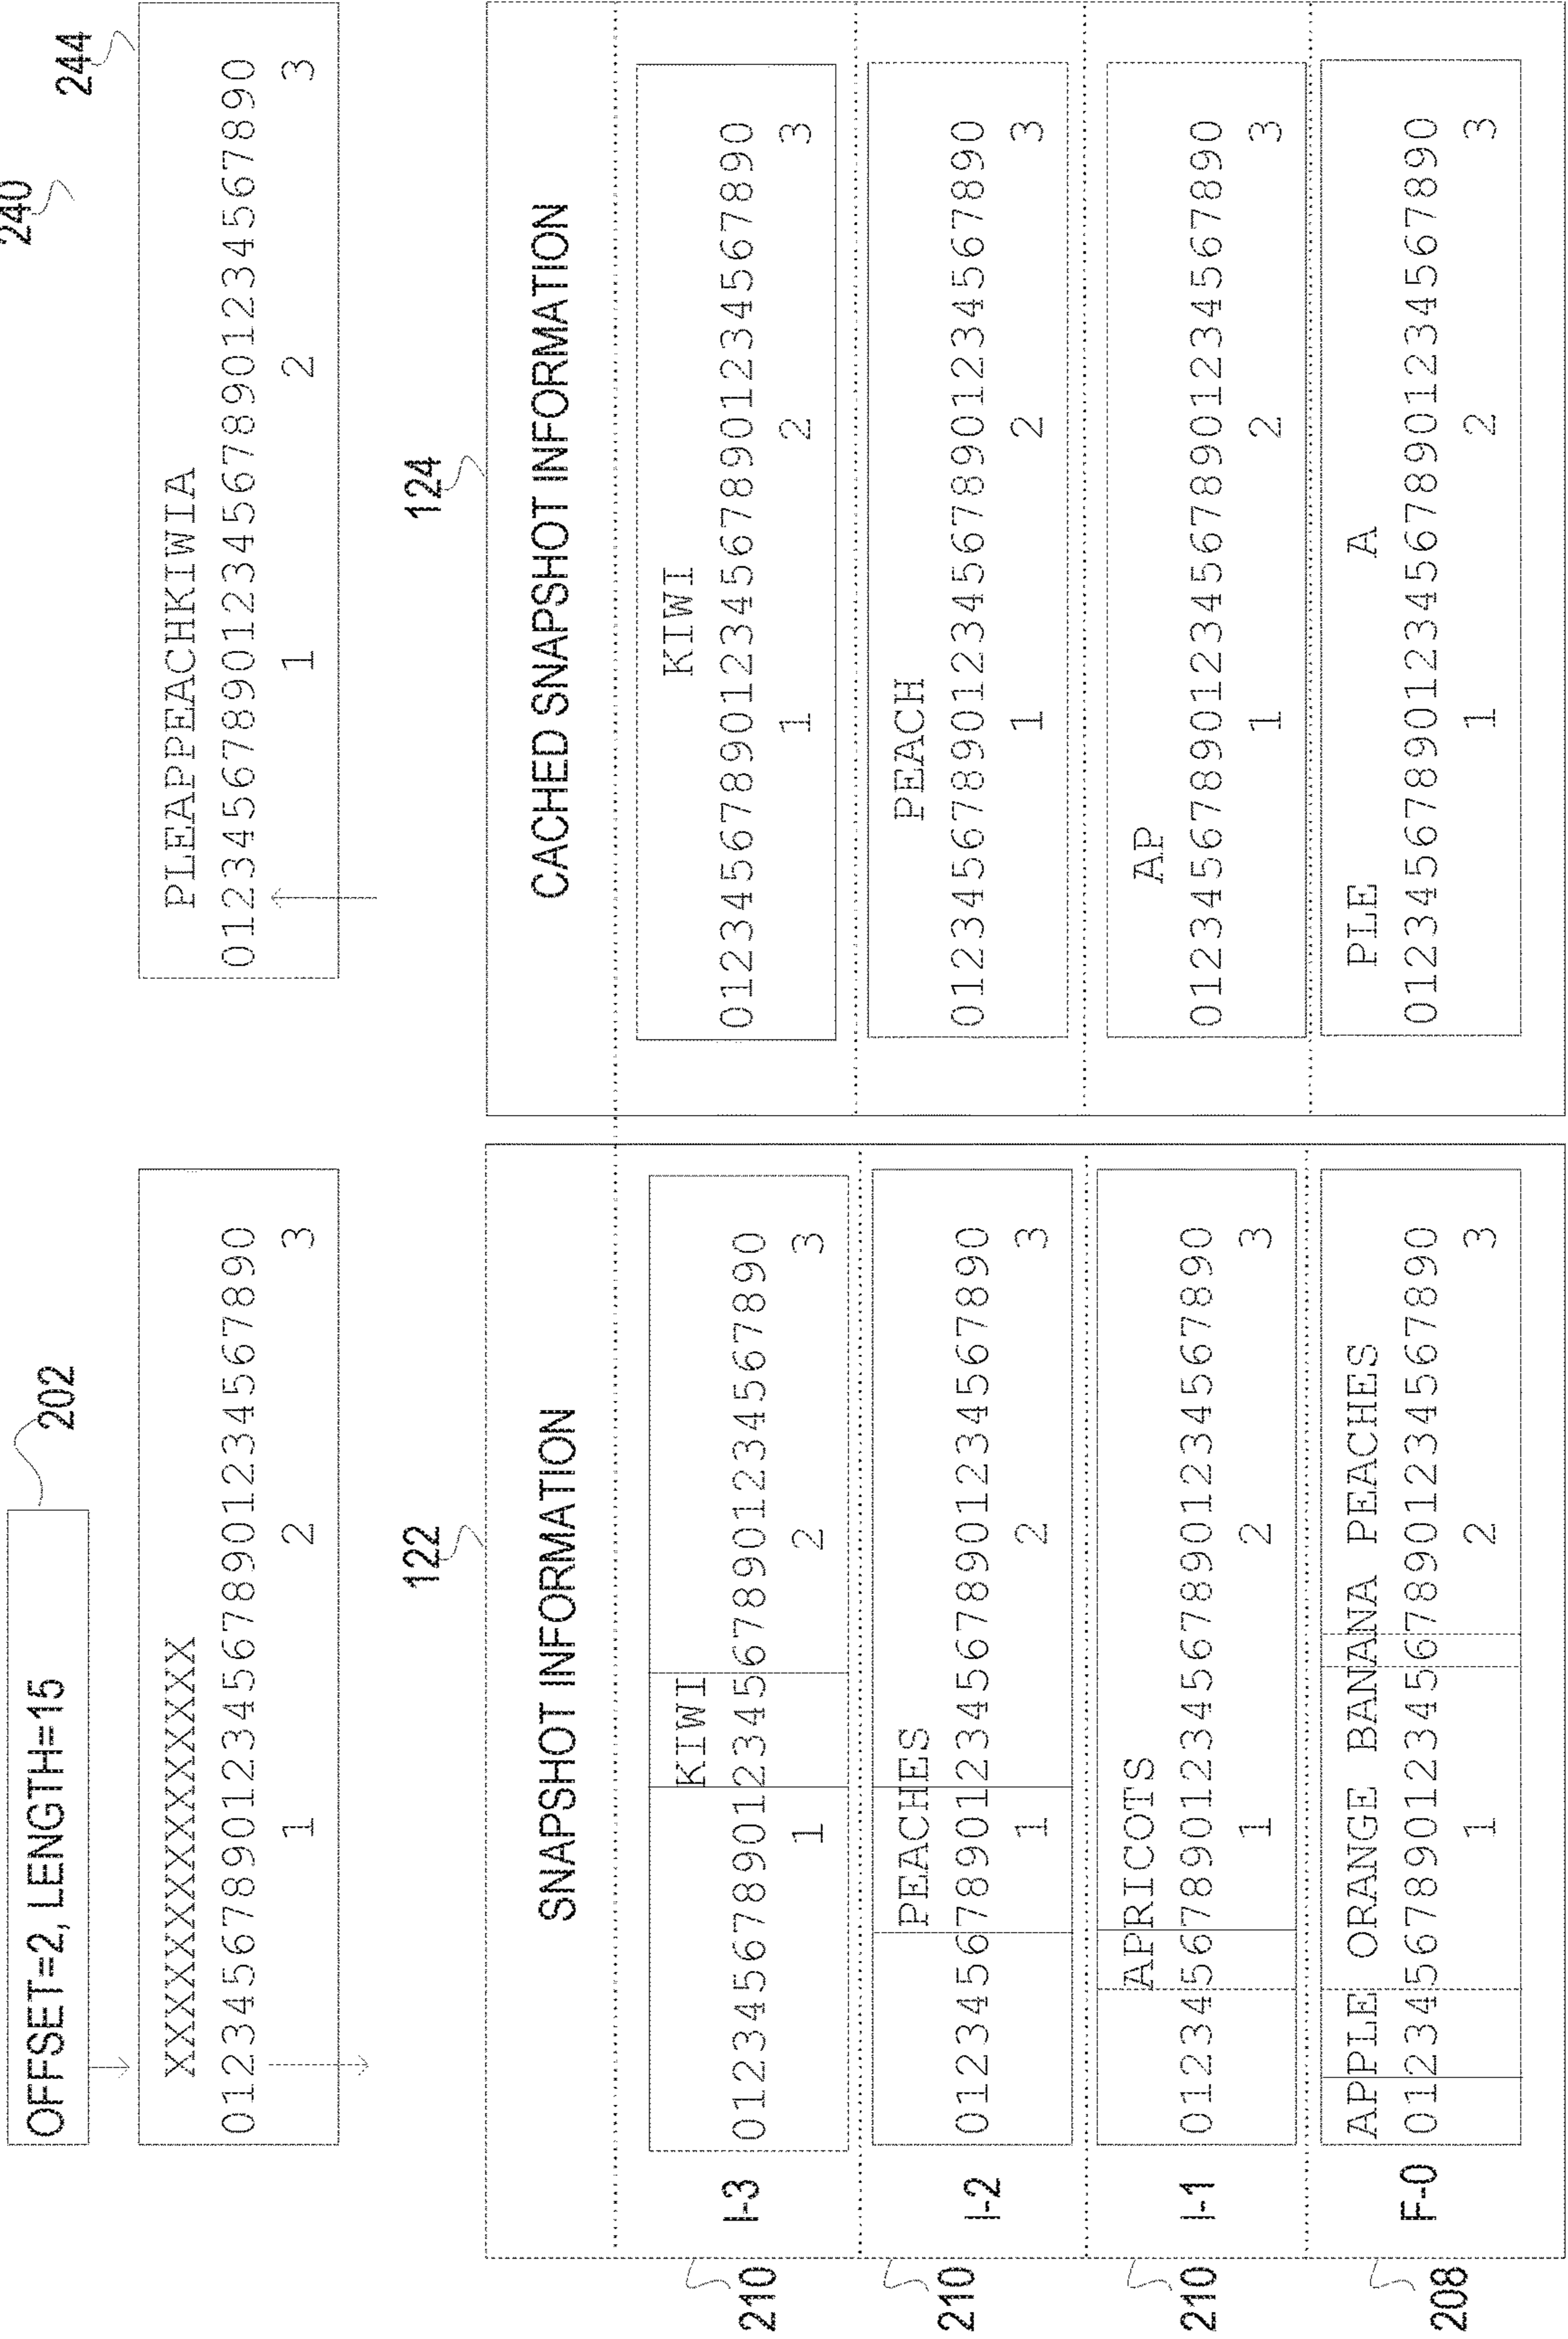 240
OFFSET=2, LENGTH=15
202
244
XXXXXXXXXXXXXXX
0123456789012345678901234567890
1 2 3
PLEAPPEACHKIWIA
0123456789012345678901234567890
1 2 3
122
124
SNAPSHOT INFORMATION
CACHED SNAPSHOT INFORMATION
I-3
210
KIWI
0123456789012345678901234567890
1 2 3
KIWI
0123456789012345678901234567890
1 2 3
I-2
210
PEACHES
0123456789012345678901234567890
1 2 3
PEACH
0123456789012345678901234567890
1 2 3
I-1
210
APRICOTS
0123456789012345678901234567890
1 2 3
AP
0123456789012345678901234567890
1 2 3
F-0
208
APPLE ORANGE BANANA PEACHES
0123456789012345678901234567890
1 2 3
PLE A
0123456789012345678901234567890
1 2 3